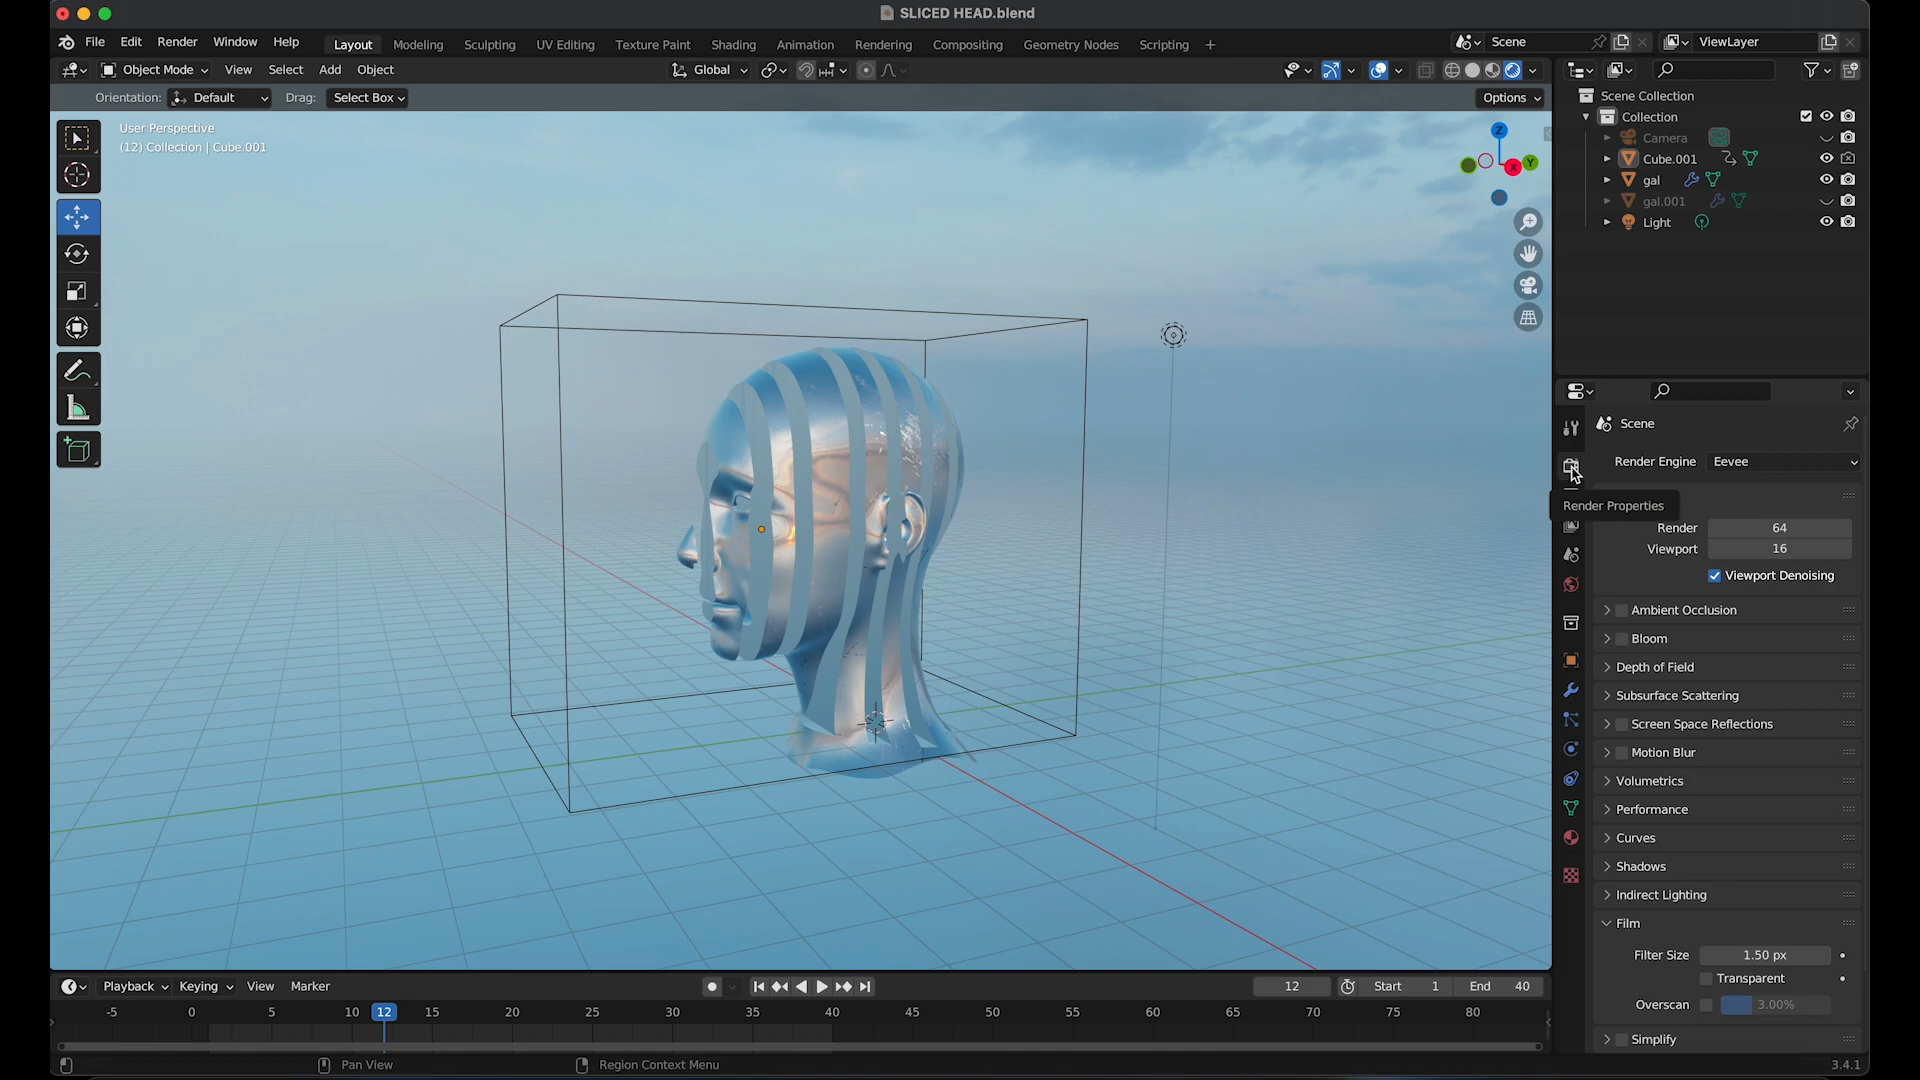 SLICED HEAD.blend
File Edit Render Window Help Layout Modeling Sculpting UV Editing Texture Paint Shading Animation Rendering Compositing Geometry Nodes Scripting + Scene ViewLayer
Object Mode View Select Add Object Global
Orientation: Default Drag: Select Box Options
User Perspective
(12) Collection | Cube.001
Z
Y
X
Scene Collection
Collection
Camera
Cube.001
gal
gal.001
Light
Scene
Render Engine Eevee
Render Properties
Render 64
Viewport 16
Viewport Denoising
Ambient Occlusion
Bloom
Depth of Field
Subsurface Scattering
Screen Space Reflections
Motion Blur
Volumetrics
Performance
Curves
Shadows
Indirect Lighting
Film
Filter Size 1.50 px
Transparent
Overscan 3.00%
Simplify
Playback Keying View Marker 12 Start 1 End 40
-5 0 5 10 12 15 20 25 30 35 40 45 50 55 60 65 70 75 80
Pan View Region Context Menu 3.4.1